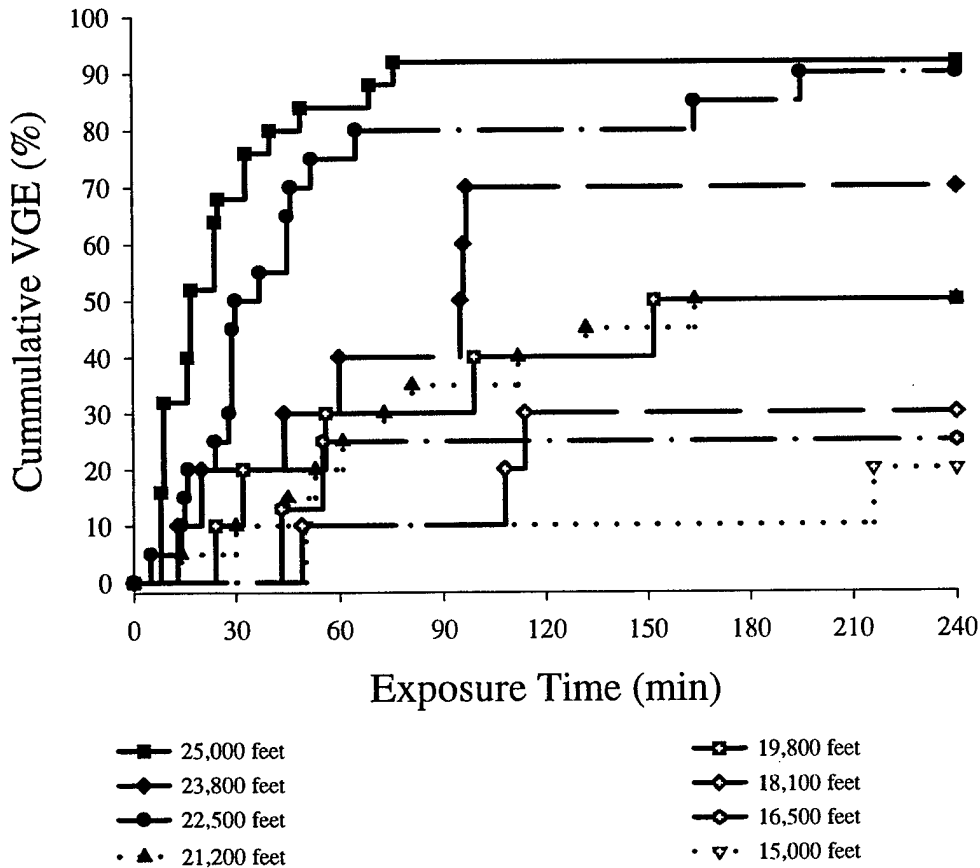 Cummulative VGE (%)
100
90
80
70
60
50
40
30
20
10
0
0 30 60 90 120 150 180 210 240
Exposure Time (min)
25,000 feet
23,800 feet
22,500 feet
21,200 feet
19,800 feet
18,100 feet
16,500 feet
15,000 feet